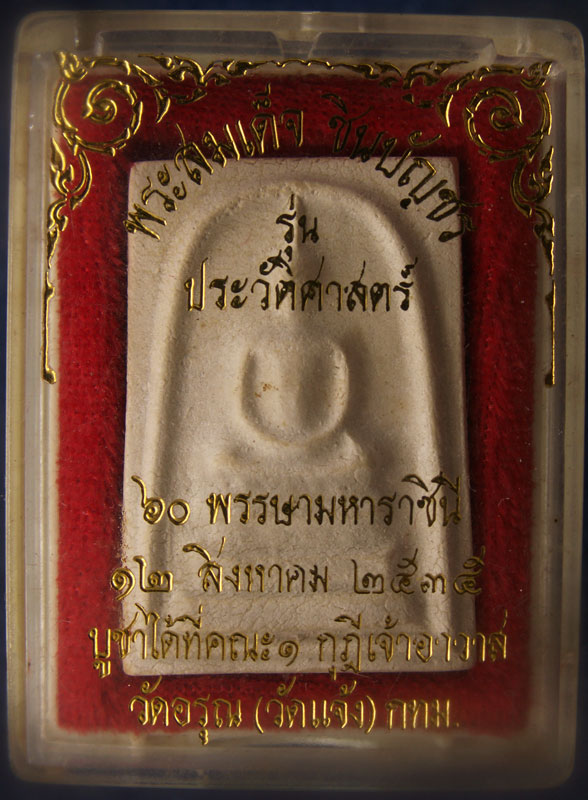 พระสมเด็จ ชินบัญชร
รุ่น
ประวัติศาสตร์
๖๐ พรรษามหาราชินี
๑๒ สิงหาคม ๒๕๓๕
บูชาได้ที่คณะ๑ กุฏิเจ้าอาวาส
วัดอรุณ (วัดแจ้ง) กทม.